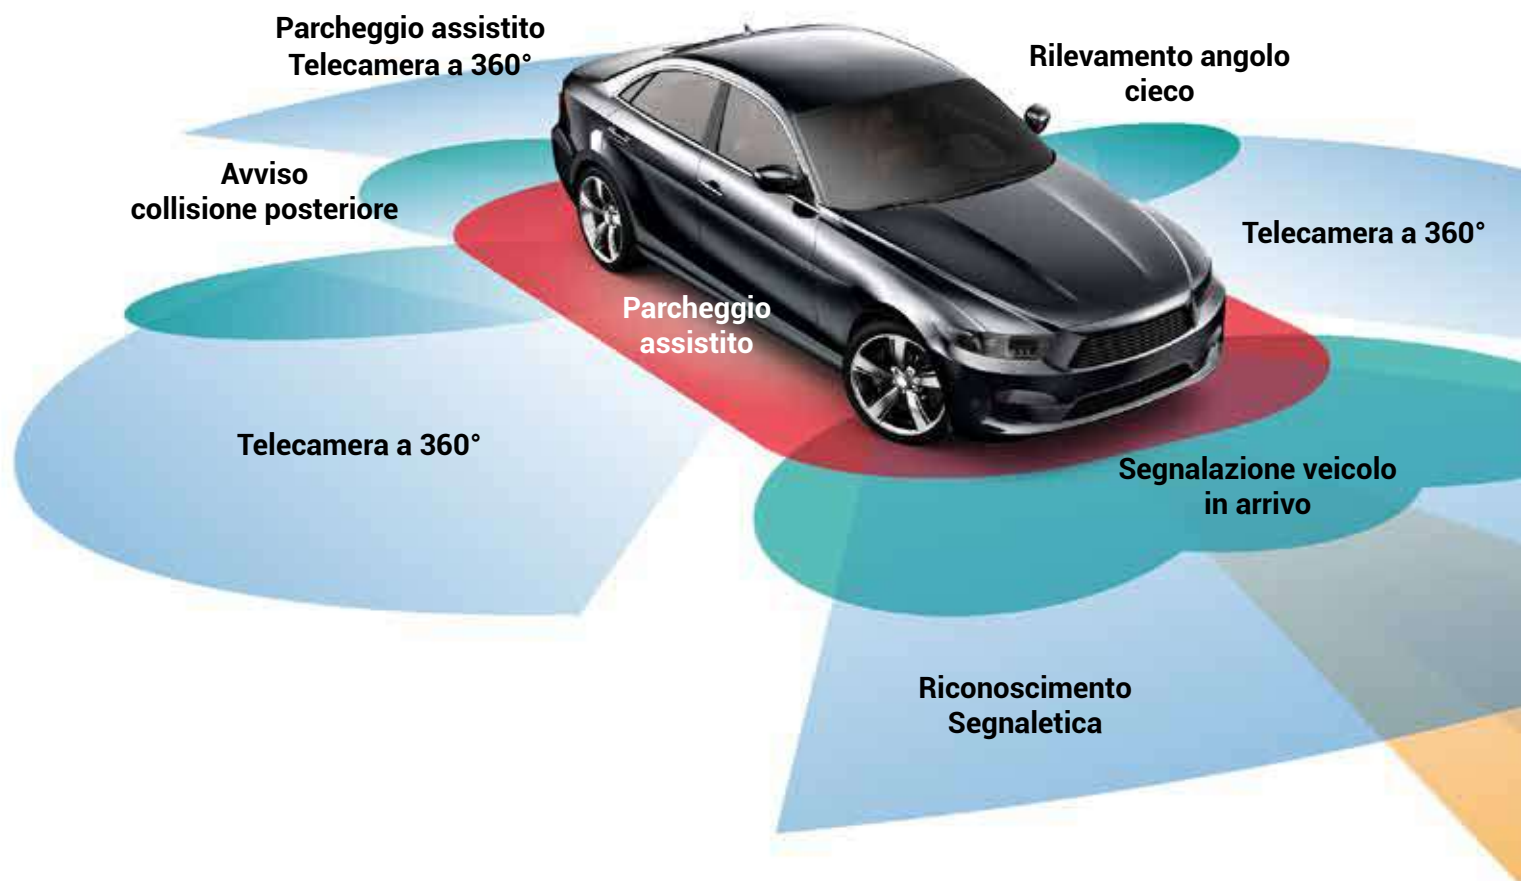 Parcheggio assistito
Telecamera a 360°
Rilevamento angolo
cieco
Avviso
collisione posteriore
Telecamera a 360°
Parcheggio
assistito
Telecamera a 360°
Segnalazione veicolo
in arrivo
Riconoscimento
Segnaletica